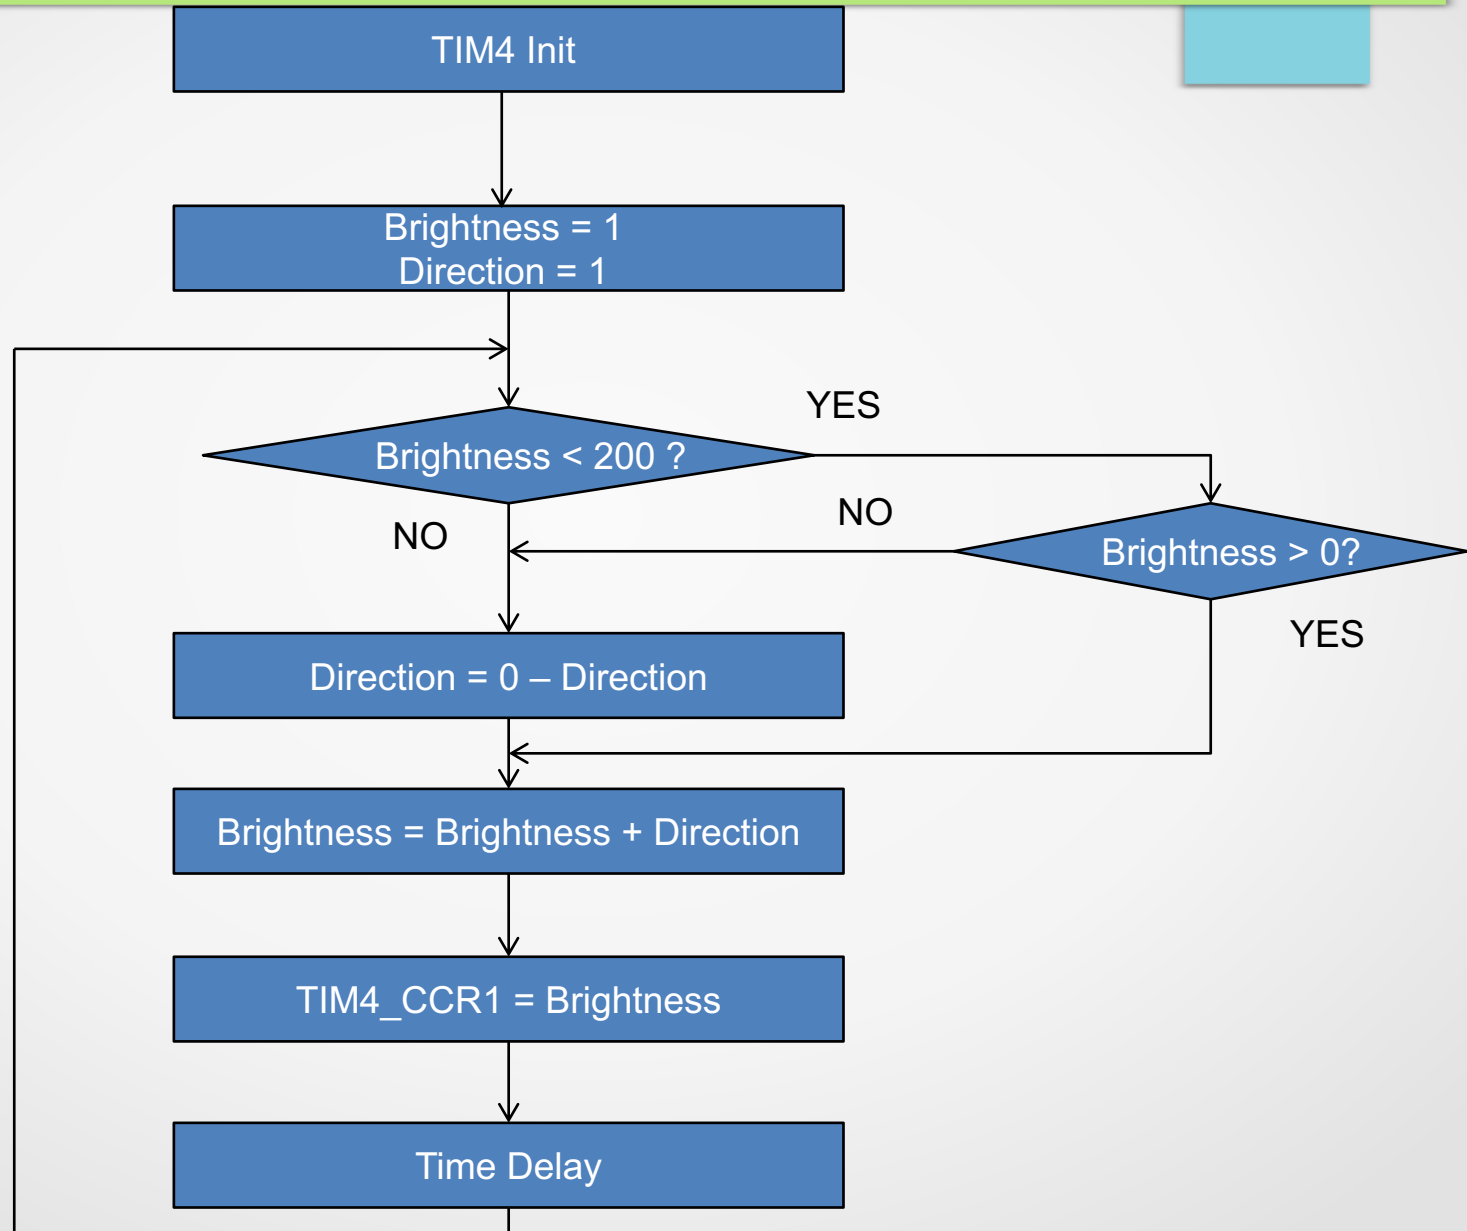 TIM4 Init
Brightness = 1
Direction = 1
YES
Brightness < 200 ?
NO
NO
Brightness > 0?
YES
Direction = 0 – Direction
Brightness = Brightness + Direction
TIM4_CCR1 = Brightness
Time Delay